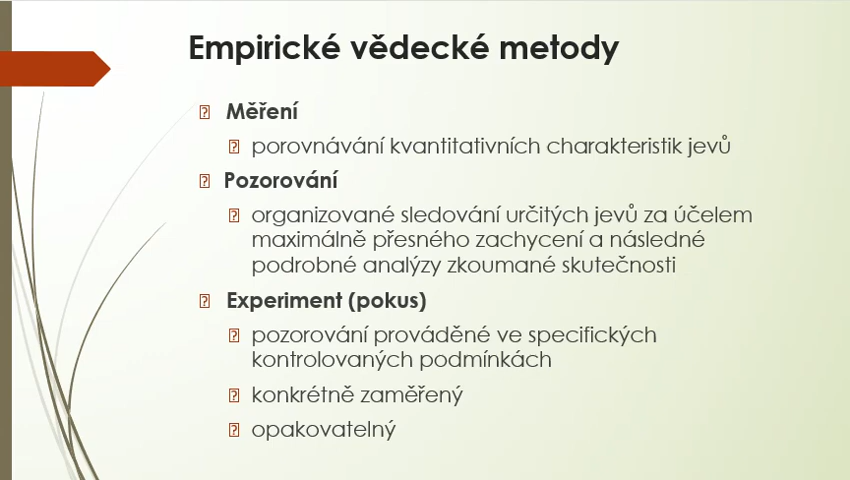 Empirické vědecké metody
Měření
porovnávání kvantitativních charakteristik jevů
Pozorování
organizované sledování určitých jevů za účelem
maximálně přesného zachycení a následné
podrobné analýzy zkoumané skutečnosti
Experiment (pokus)
pozorování prováděné ve specifických
kontrolovaných podmínkách
konkrétně zaměřený
opakovatelný